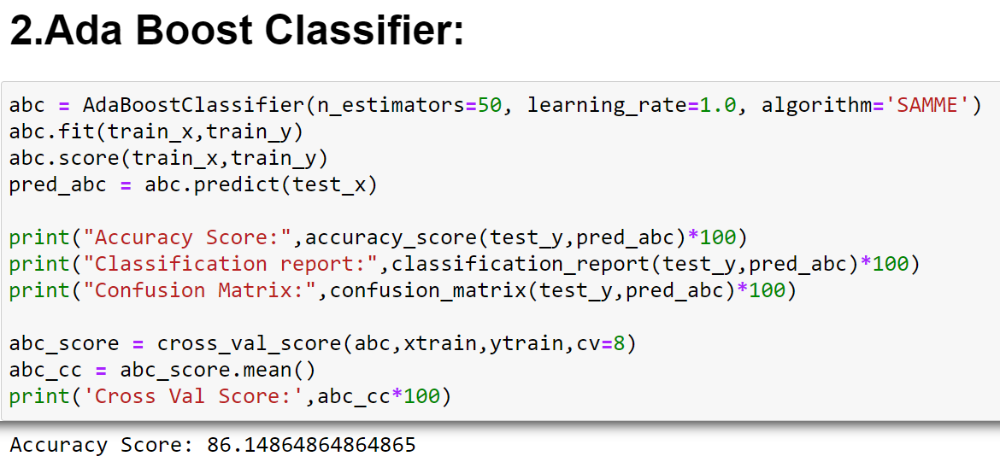 2.Ada Boost Classifier:
abc = AdaBoostClassifier(n_estimators=50, learning_rate=1.0, algorithm='SAMME')
abc.fit(train_x,train_y)
abc.score(train_x,train_y)
pred_abc = abc.predict(test_x)
print("Accuracy Score:",accuracy_score(test_y,pred_abc)*100)
print("Classification report:",classification_report(test_y,pred_abc)*100)
print("Confusion Matrix:",confusion_matrix(test_y,pred_abc)*100)
abc_score = cross_val_score(abc,xtrain,ytrain,cv=8)
abc_cc = abc_score.mean()
print('Cross Val Score:',abc_cc*100)
Accuracy Score: 86.14864864864865